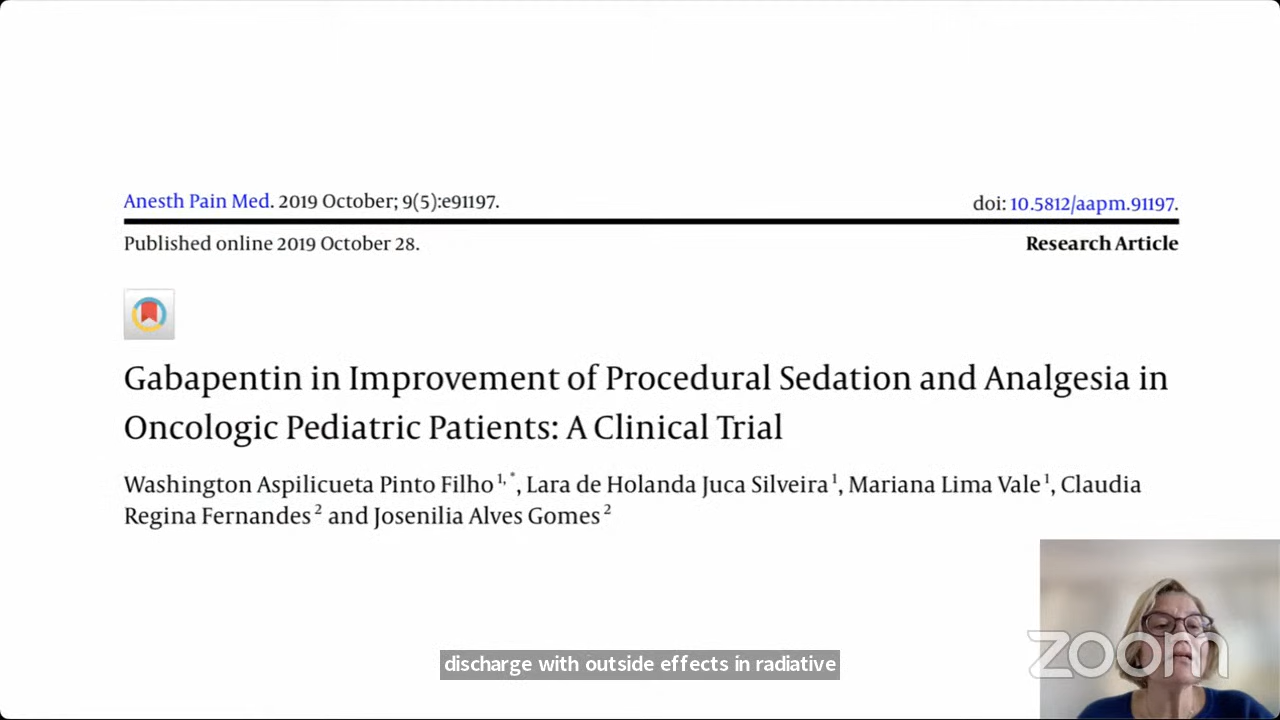 Anesth Pain Med. 2019 October; 9(5):e91197.
doi: 10.5812/aapm.91197.
Published online 2019 October 28.
Research Article
Gabapentin in Improvement of Procedural Sedation and Analgesia in
Oncologic Pediatric Patients: A Clinical Trial
Washington Aspilicueta Pinto Filho 1, *, Lara de Holanda Juca Silveira 1, Mariana Lima Vale 1, Claudia
Regina Fernandes 2 and Josenilia Alves Gomes 2
zoom
discharge with outside effects in radiative